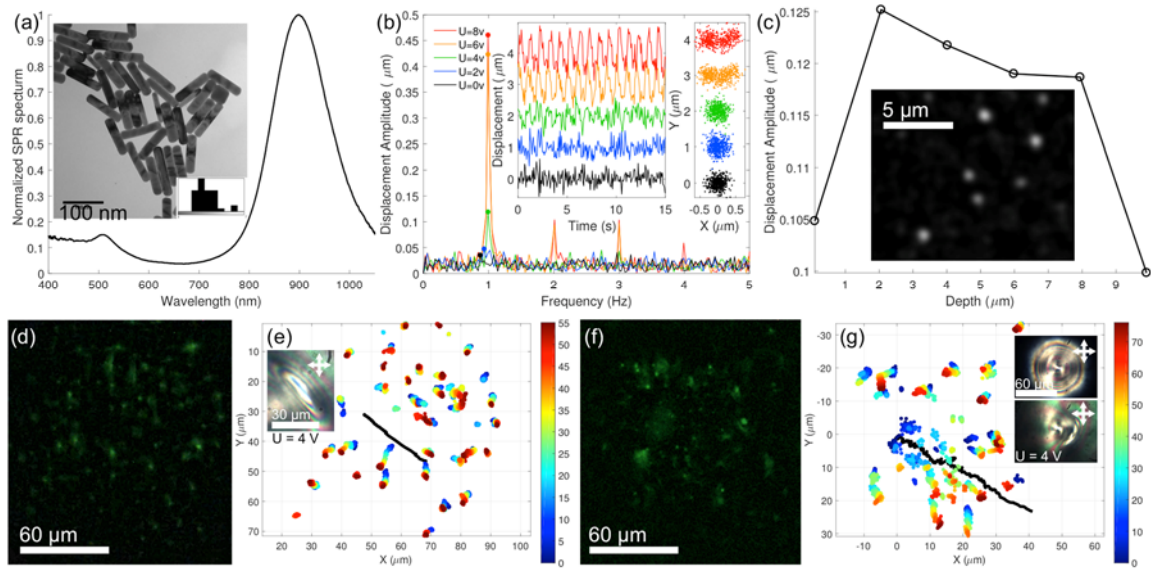 (a)
Normalized SPR specturm
1
0.9
0.8
0.7
0.6
0.5
0.4
0.3
0.2
0.1
0
400 500 600 700 800 900 1000
Wavelength (nm)
100 nm
(b)
Displacement Amplitude (μm)
0.5
0.45
0.4
0.35
0.3
0.25
0.2
0.15
0.1
0.05
0
0 1 2 3 4 5
Frequency (Hz)
U=8v
U=6v
U=4v
U=2v
U=0v
Displacement (μm)
4
3
2
1
0
0 5 10 15
Time (s)
Y (μm)
4
3
2
1
0
-0.5 0 0.5
X (μm)
(c)
Displacement Amplitude (μm)
0.125
0.12
0.115
0.11
0.105
0.1
1 2 3 4 5 6 7 8 9
Depth (μm)
5 μm
(d)
60 μm
(e)
Y (μm)
10
20
30
40
50
60
70
20 30 40 50 60 70 80 90 100
X (μm)
30 μm
U = 4 V
55
50
45
40
35
30
25
20
15
10
5
0
(f)
60 μm
(g)
Y (μm)
-30
-20
-10
0
10
20
30
-10 0 10 20 30 40 50 60
X (μm)
60 μm
U = 4 V
70
60
50
40
30
20
10
0